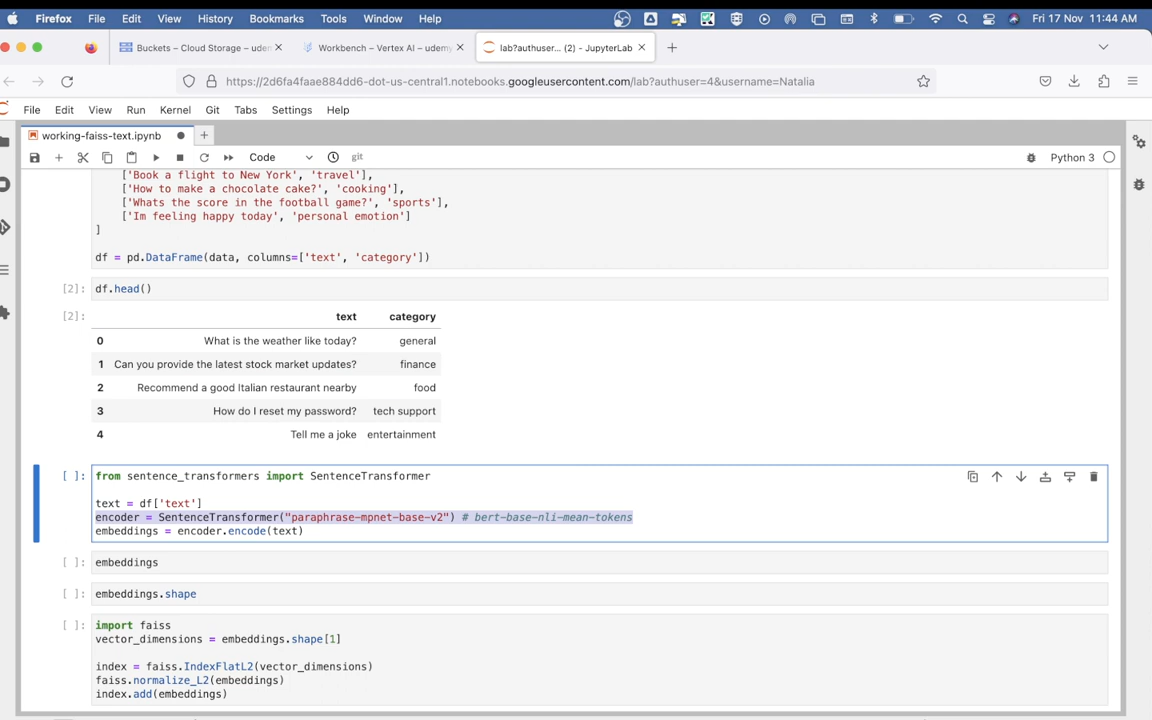 Firefox File Edit View History Bookmarks Tools Window Help Fri 17 Nov 11:44 AM
Buckets – Cloud Storage – uden Workbench – Vertex AI – udemy lab?authuser... (2) - JupyterLab
https://2d6fa4faae884dd6-dot-us-central1.notebooks.googleusercontent.com/lab?authuser=4&username=Natalia
File Edit View Run Kernel Git Tabs Settings Help
working-faiss-text.ipynb
Code git Python 3
['Book a flight to New York', 'travel'],
['How to make a chocolate cake?', 'cooking'],
['Whats the score in the football game?', 'sports'],
['Im feeling happy today', 'personal emotion']
]
df = pd.DataFrame(data, columns=['text', 'category'])
[2]: df.head()
[2]: text category
0 What is the weather like today? general
1 Can you provide the latest stock market updates? finance
2 Recommend a good Italian restaurant nearby food
3 How do I reset my password? tech support
4 Tell me a joke entertainment
[ ]: from sentence_transformers import SentenceTransformer
text = df['text']
encoder = SentenceTransformer("paraphrase-mpnet-base-v2") # bert-base-nli-mean-tokens
embeddings = encoder.encode(text)
[ ]: embeddings
[ ]: embeddings.shape
[ ]: import faiss
vector_dimensions = embeddings.shape[1]
index = faiss.IndexFlatL2(vector_dimensions)
faiss.normalize_L2(embeddings)
index.add(embeddings)